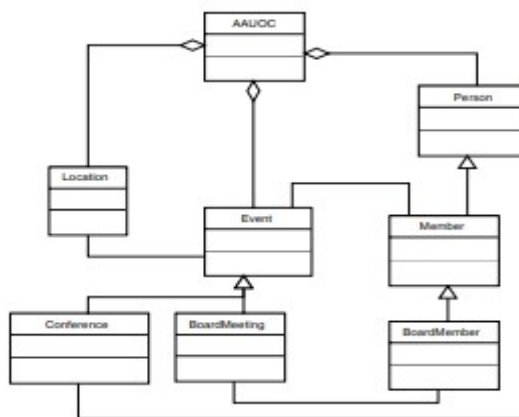 AAUOC
Person
Location
Event
Member
Conference
BoardMeeting
BoardMember